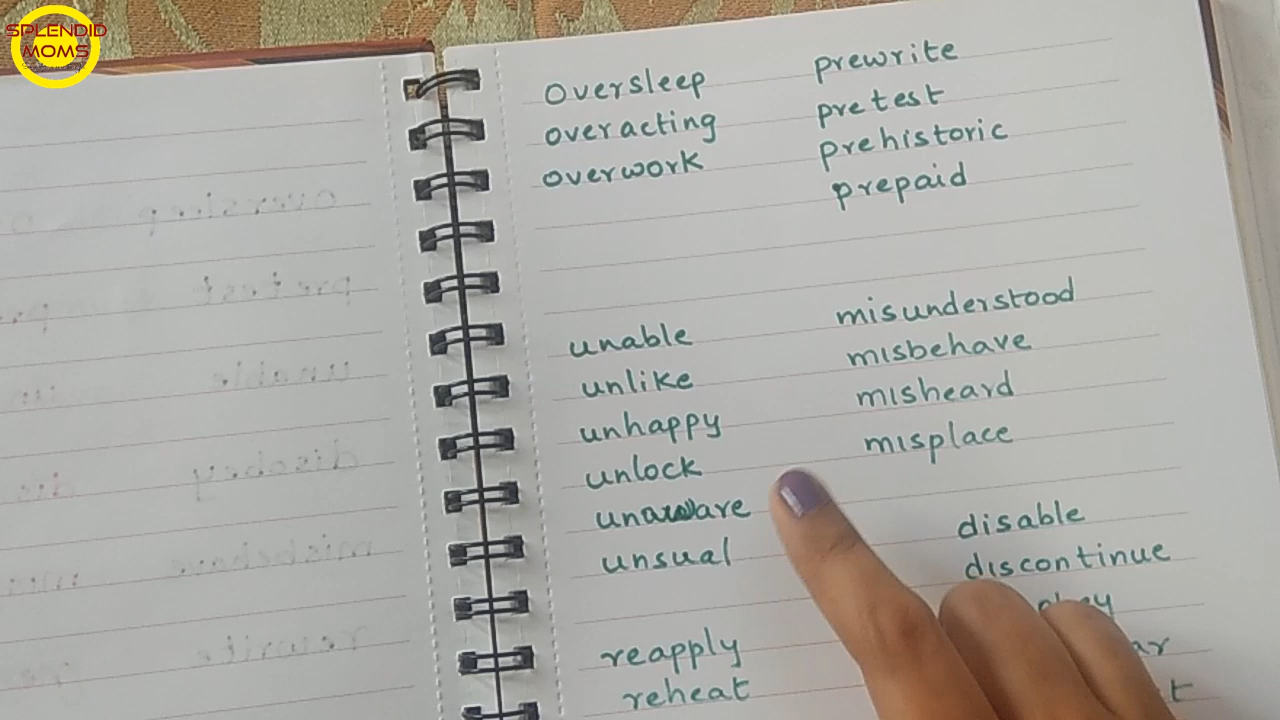 SPLENDID
MOMS
oversleep prewrite
overacting pretest
overwork prehistoric
prepaid
unable misunderstood
unlike misbehave
unhappy misheard
unlock misplace
unaware
unsual disable
discontinue
reapply
reheat